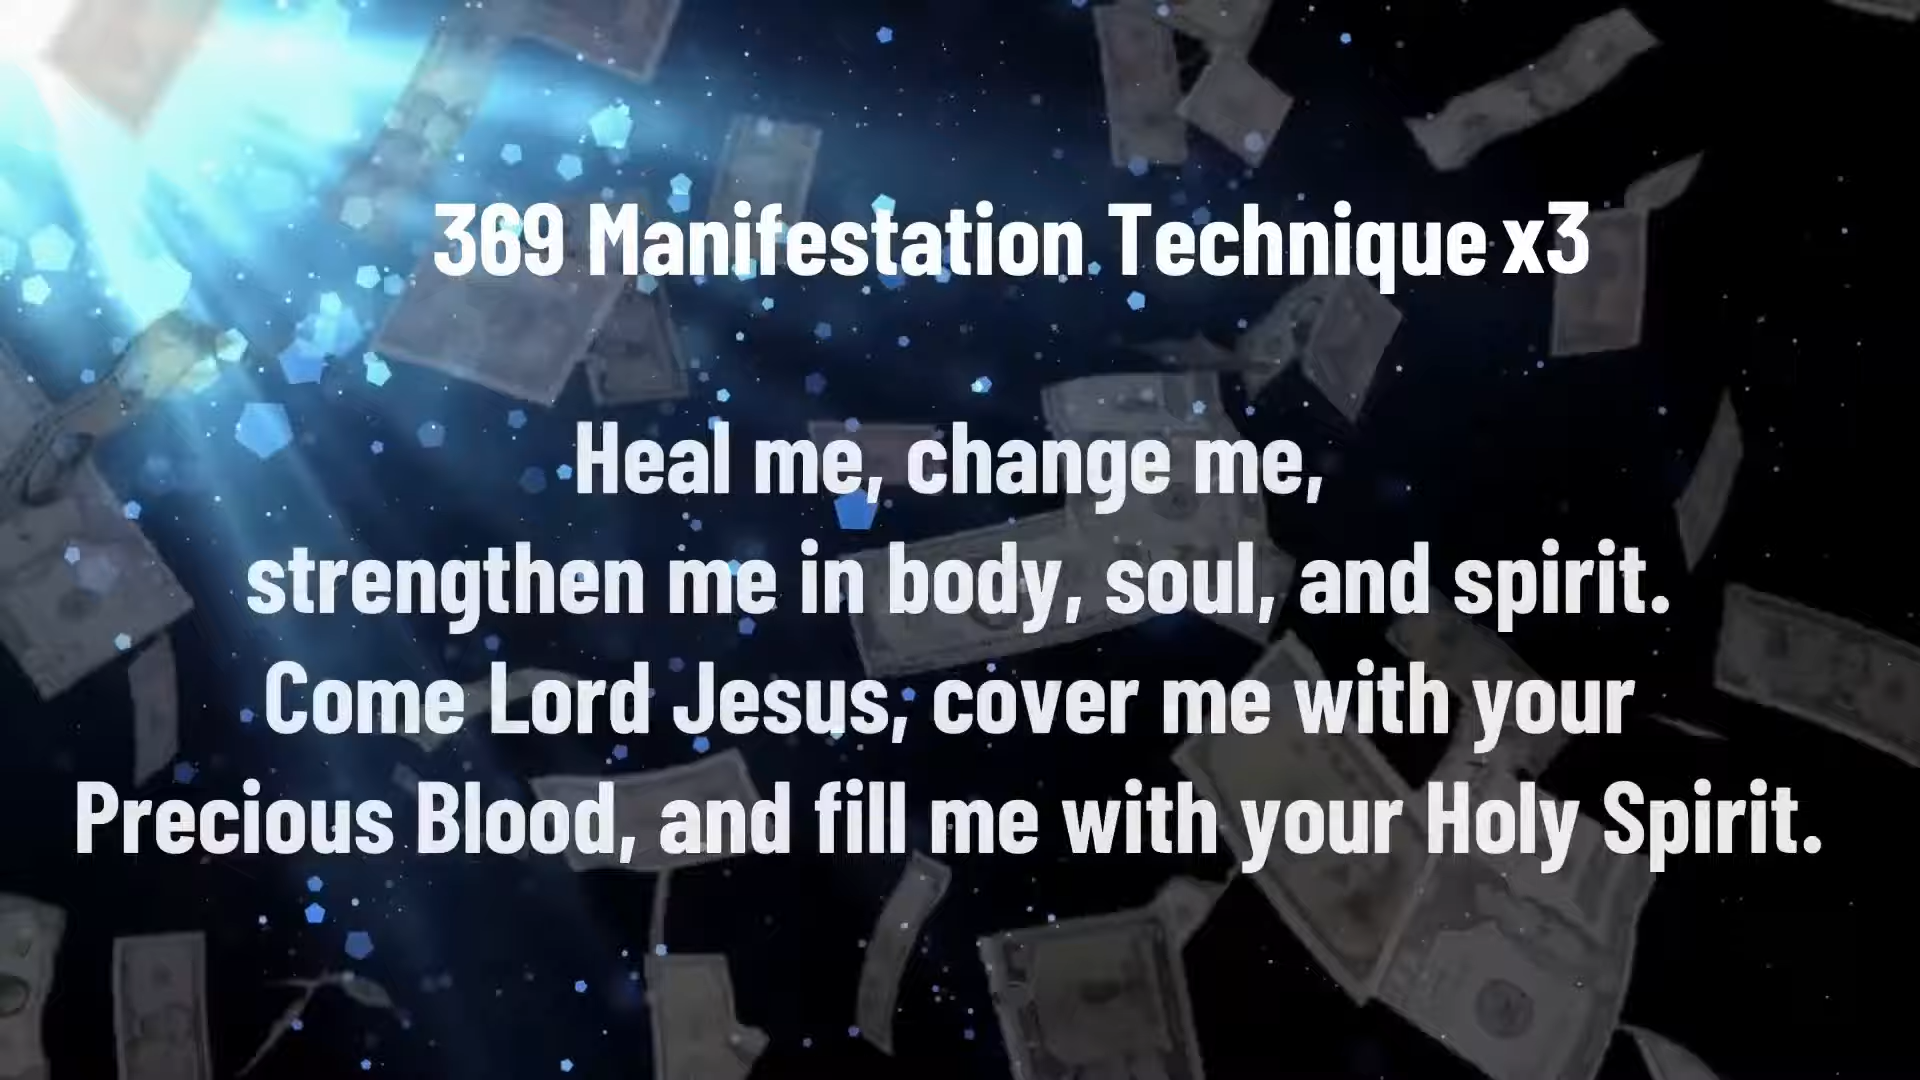 369 Manifestation Technique x3
Heal me, change me,
strengthen me in body, soul, and spirit.
Come Lord Jesus, cover me with your
Precious Blood, and fill me with your Holy Spirit.